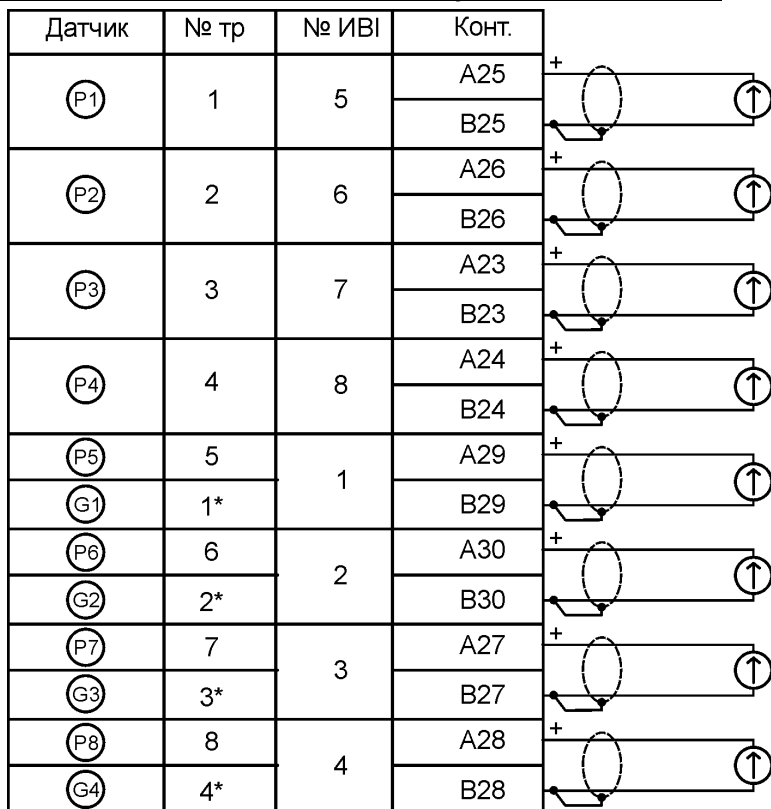 Датчик № тр № ИВІ Конт.
P1 1 5 A25 +
B25
P2 2 6 A26 +
B26
P3 3 7 A23 +
B23
P4 4 8 A24 +
B24
P5 5 1 A29 +
G1 1* B29
P6 6 2 A30 +
G2 2* B30
P7 7 3 A27 +
G3 3* B27
P8 8 4 A28 +
G4 4* B28